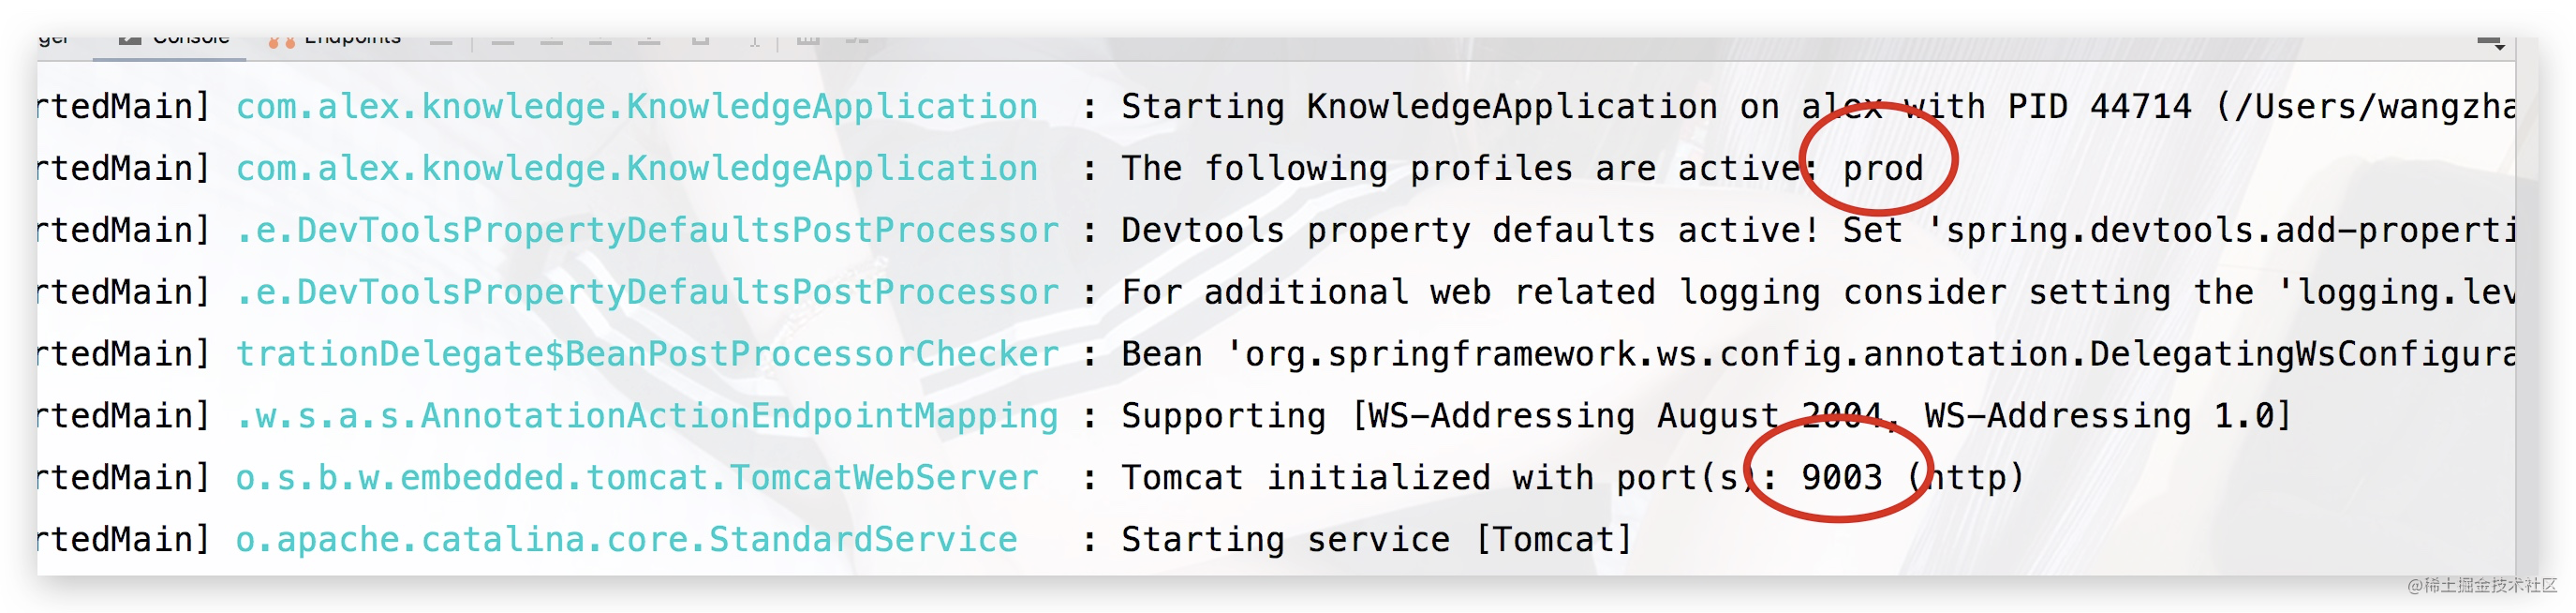 ger Console Endpoints
rtedMain] com.alex.knowledge.KnowledgeApplication : Starting KnowledgeApplication on alex with PID 44714 (/Users/wangzha
rtedMain] com.alex.knowledge.KnowledgeApplication : The following profiles are active: prod
rtedMain] .e.DevToolsPropertyDefaultsPostProcessor : Devtools property defaults active! Set 'spring.devtools.add-properti
rtedMain] .e.DevToolsPropertyDefaultsPostProcessor : For additional web related logging consider setting the 'logging.lev
rtedMain] trationDelegate$BeanPostProcessorChecker : Bean 'org.springframework.ws.config.annotation.DelegatingWsConfigura
rtedMain] .w.s.a.s.AnnotationActionEndpointMapping : Supporting [WS-Addressing August 2004, WS-Addressing 1.0]
rtedMain] o.s.b.w.embedded.tomcat.TomcatWebServer : Tomcat initialized with port(s): 9003 (http)
rtedMain] o.apache.catalina.core.StandardService : Starting service [Tomcat]
@稀土掘金技术社区